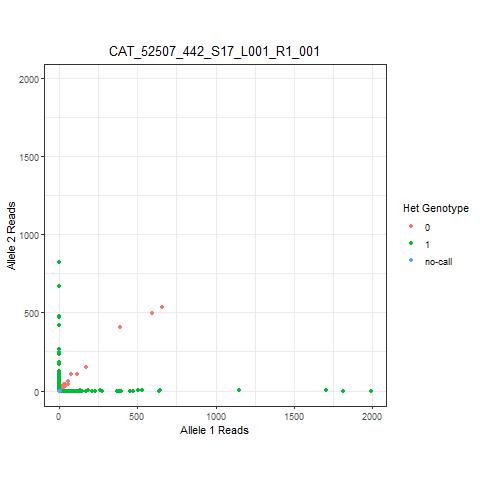 CAT_52507_442_S17_L001_R1_001
2000
1500
1000
500
0
Allele 2 Reads
0 500 1000 1500 2000
Allele 1 Reads
Het Genotype
0
1
no-call